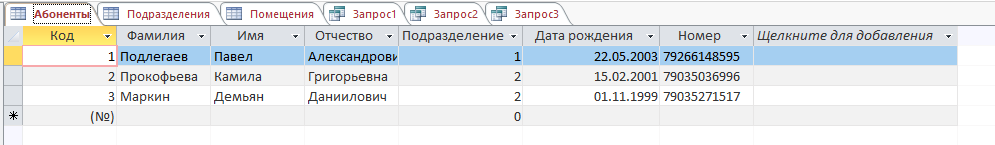 Абоненты Подразделения Помещения Запрос1 Запрос2 Запрос3
Код Фамилия Имя Отчество Подразделение Дата рождения Номер Щелкните для добавления
1 Подлегаев Павел Александрови 1 22.05.2003 79266148595
2 Прокофьева Камила Григорьевна 2 15.02.2001 79035036996
3 Маркин Демьян Даниилович 2 01.11.1999 79035271517
* (№) 0